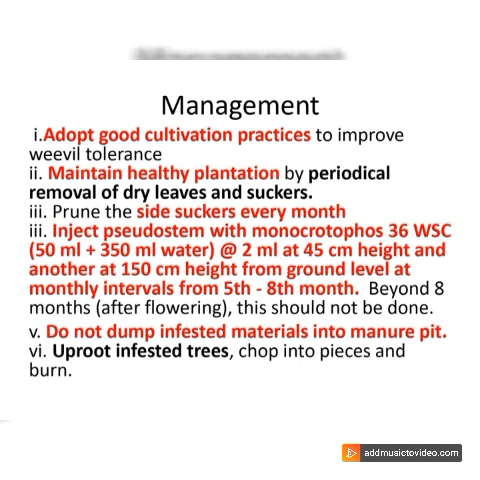 Management
i.Adopt good cultivation practices to improve
weevil tolerance
ii. Maintain healthy plantation by periodical
removal of dry leaves and suckers.
iii. Prune the side suckers every month
iii. Inject pseudostem with monocrotophos 36 WSC
(50 ml + 350 ml water) @ 2 ml at 45 cm height and
another at 150 cm height from ground level at
monthly intervals from 5th - 8th month. Beyond 8
months (after flowering), this should not be done.
v. Do not dump infested materials into manure pit.
vi. Uproot infested trees, chop into pieces and
burn.
addmusictovideo.com